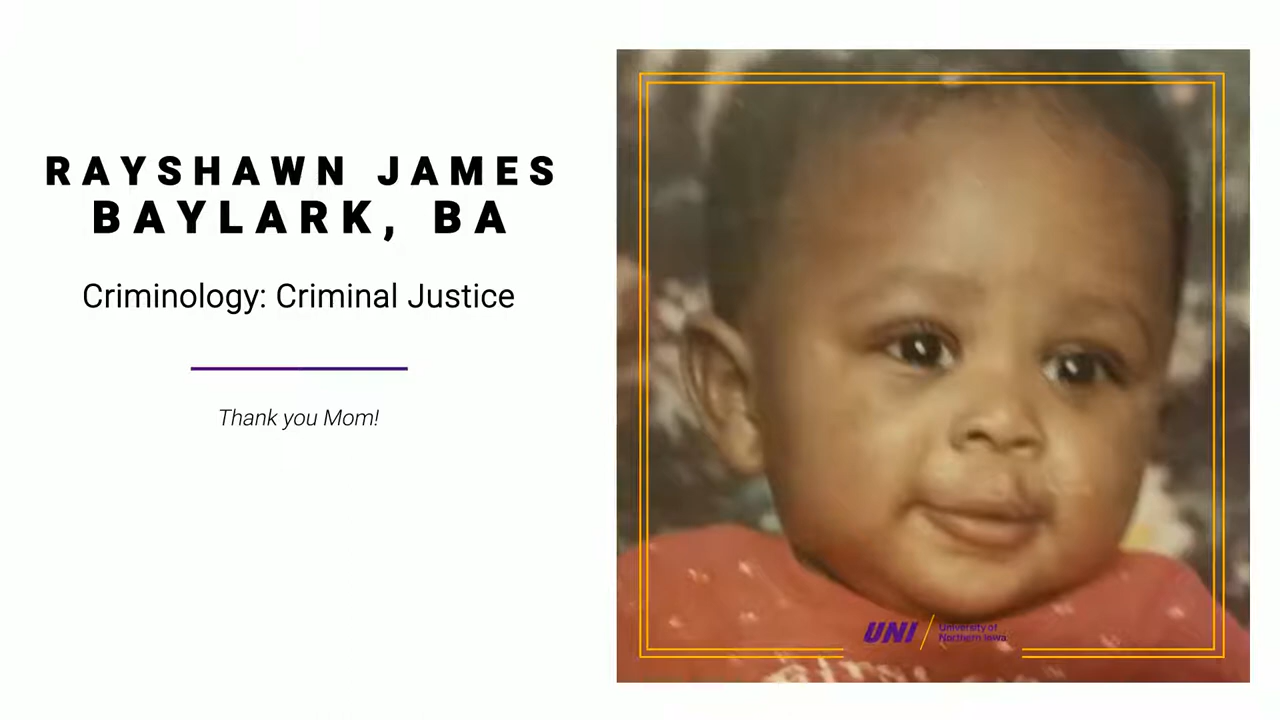 RAYSHAWN JAMES
BAYLARK, BA
Criminology: Criminal Justice
Thank you Mom!
UNI
University of
Northern Iowa